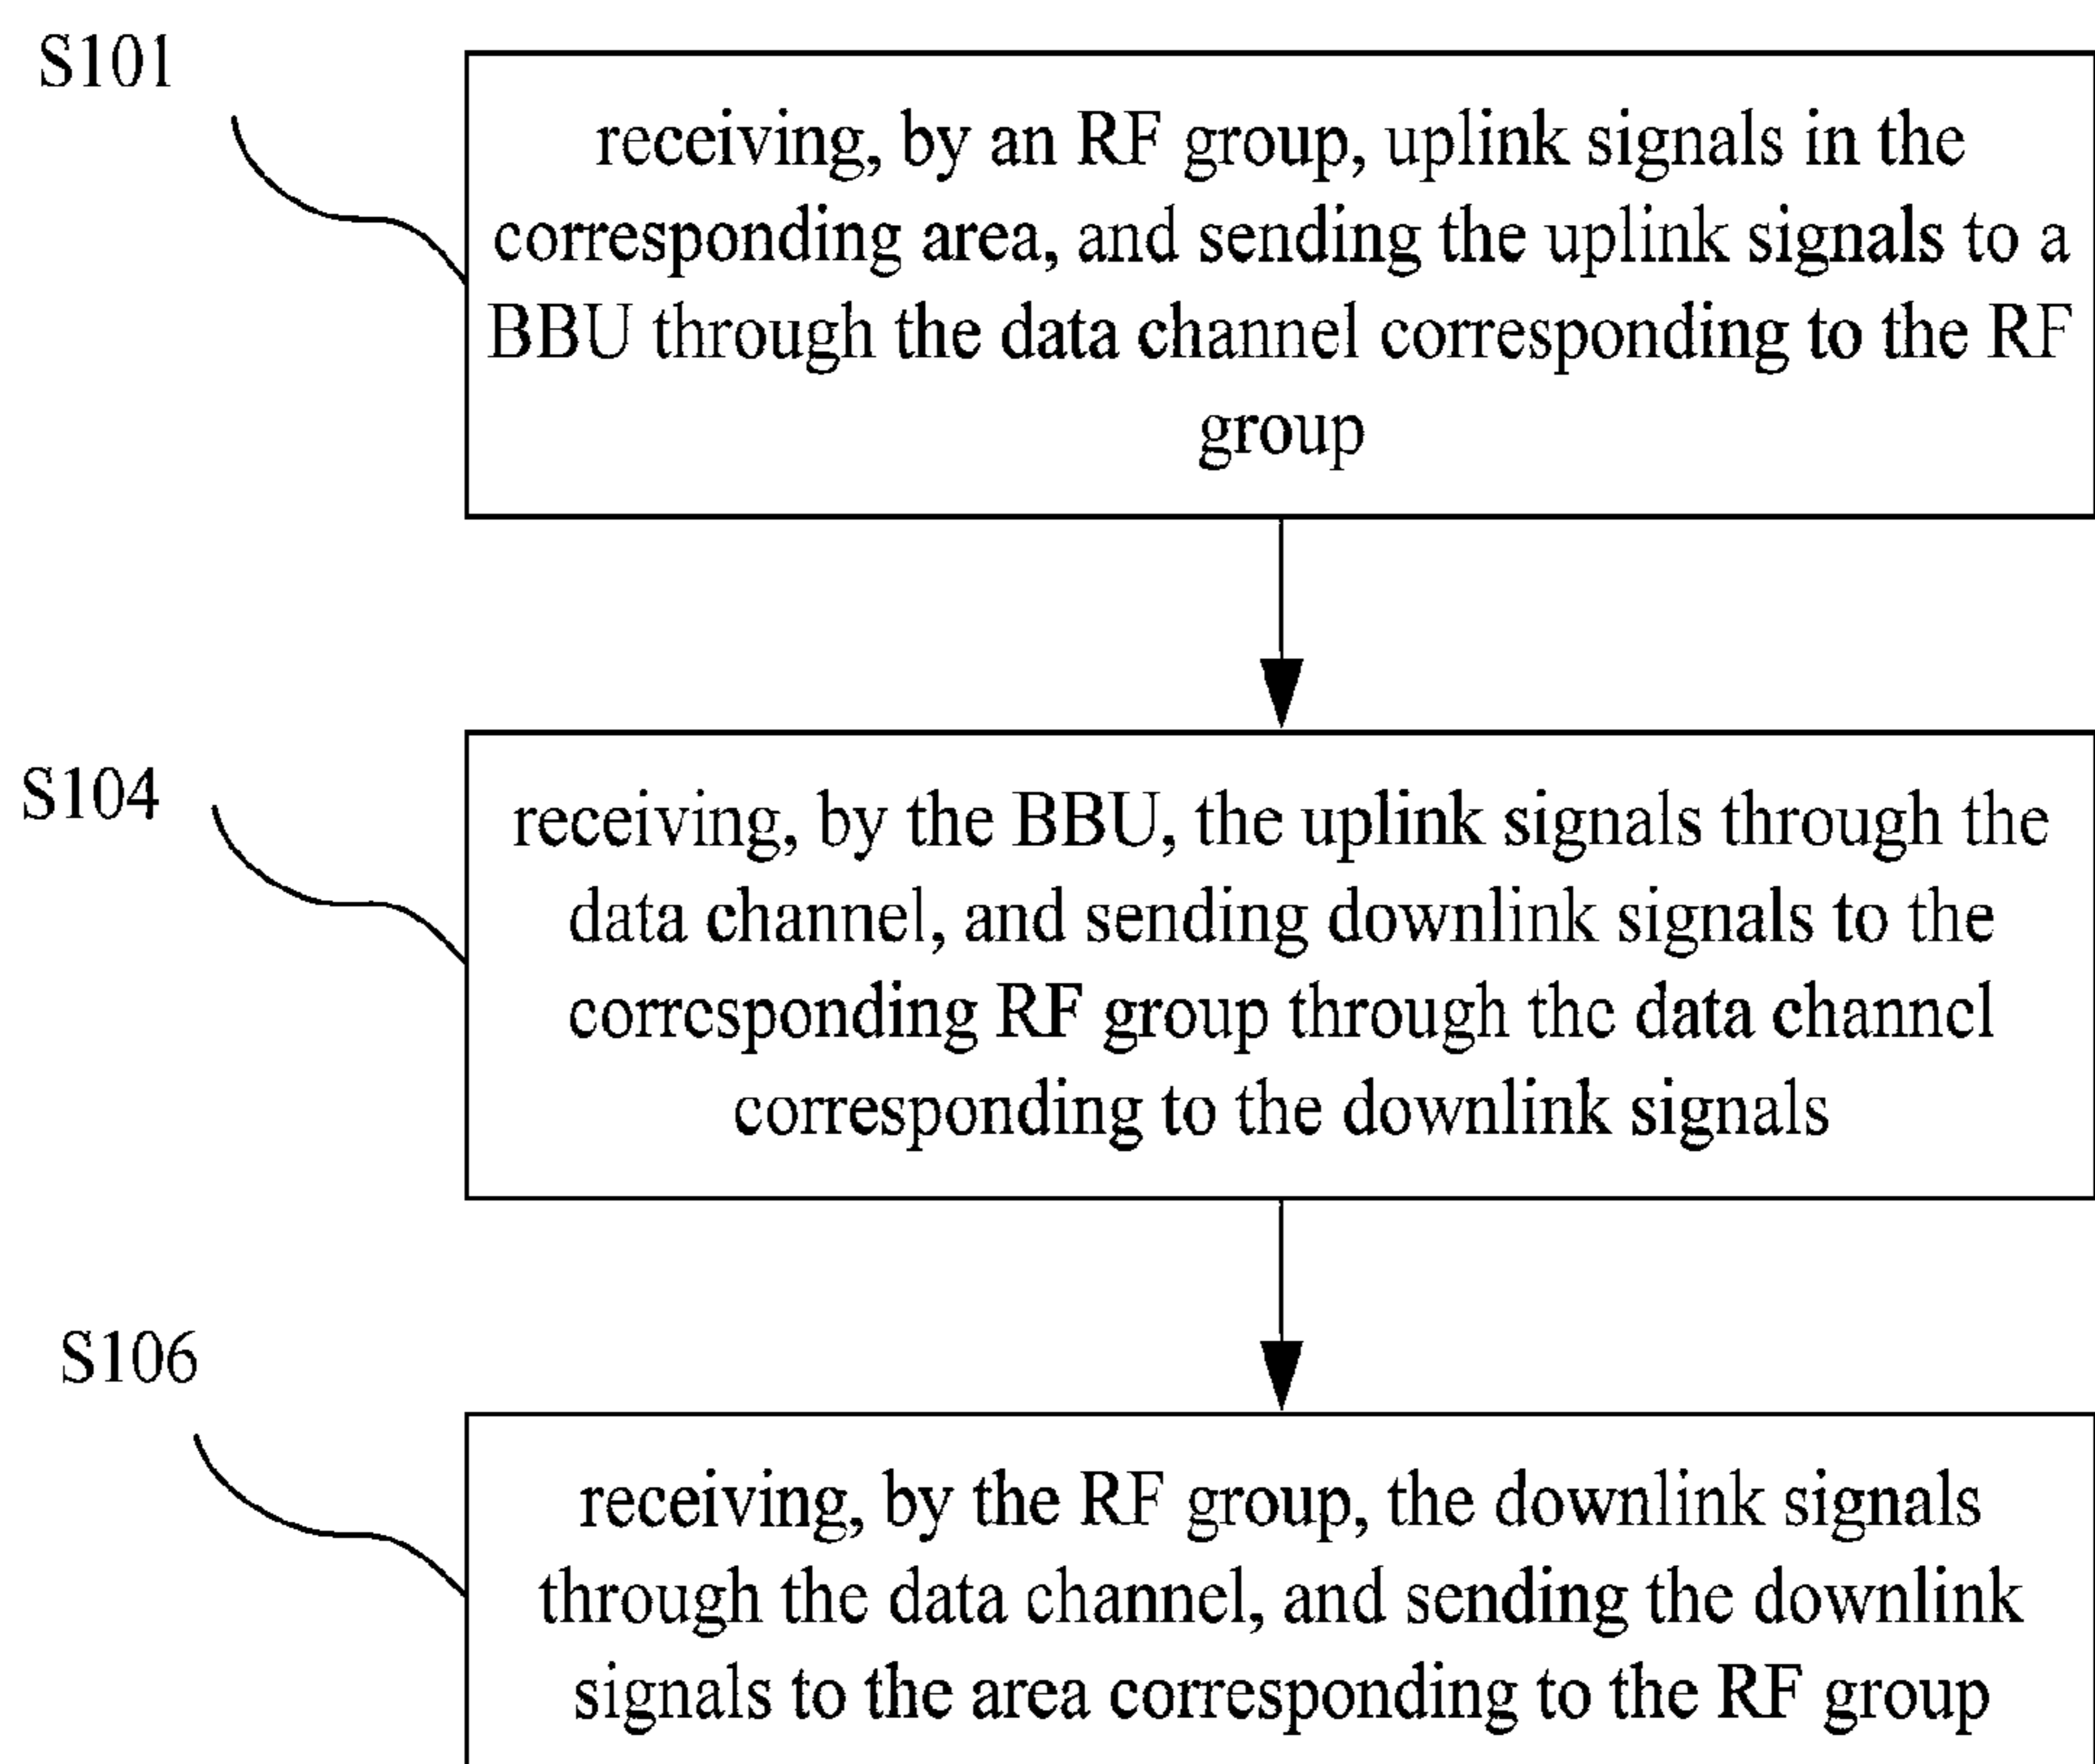 S101
receiving, by an RF group, uplink signals in the
corresponding area, and sending the uplink signals to a
BBU through the data channel corresponding to the RF
group
S104
receiving, by the BBU, the uplink signals through the
data channel, and sending downlink signals to the
corresponding RF group through the data channel
corresponding to the downlink signals
S106
receiving, by the RF group, the downlink signals
through the data channel, and sending the downlink
signals to the area corresponding to the RF group